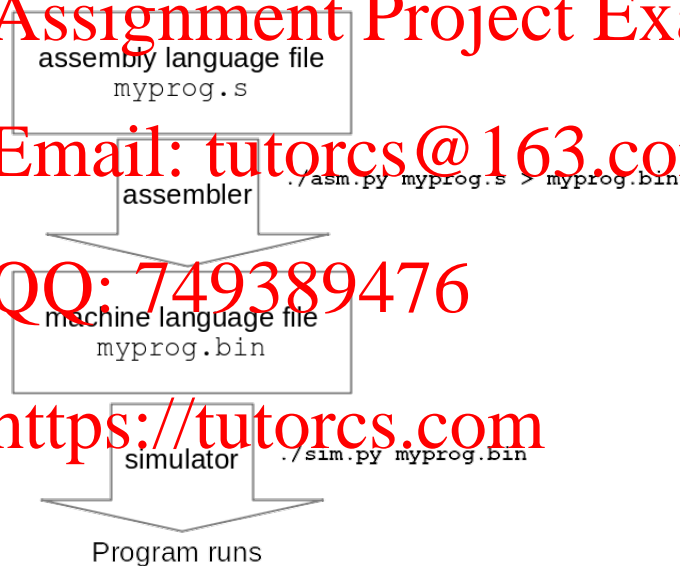 Assignment Project Exa
assembly language file
myprog.s
Email: tutorcs@163.co
assembler
./asm.py myprog.s > myprog.bin
QQ: 749389476
machine language file
myprog.bin
https://tutorcs.com
simulator
./sim.py myprog.bin
Program runs